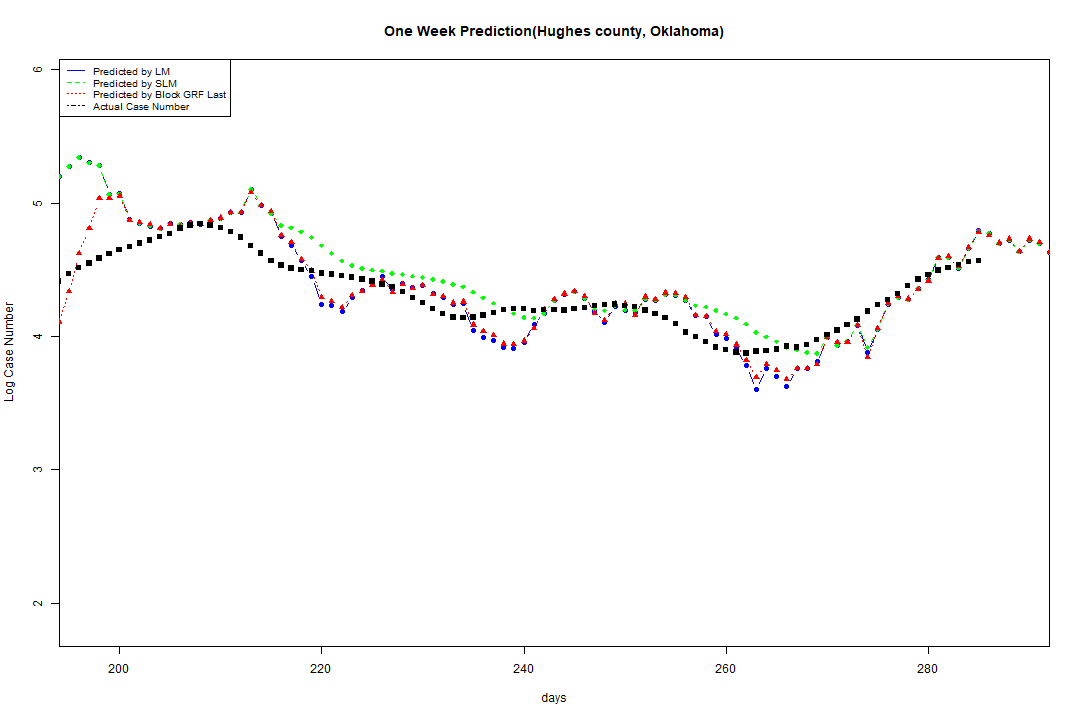 One Week Prediction(Hughes county, Oklahoma)
Predicted by LM
Predicted by SLM
Predicted by Block GRF Last
Actual Case Number
6
5
4
3
2
Log Case Number
200 220 240 260 280
days